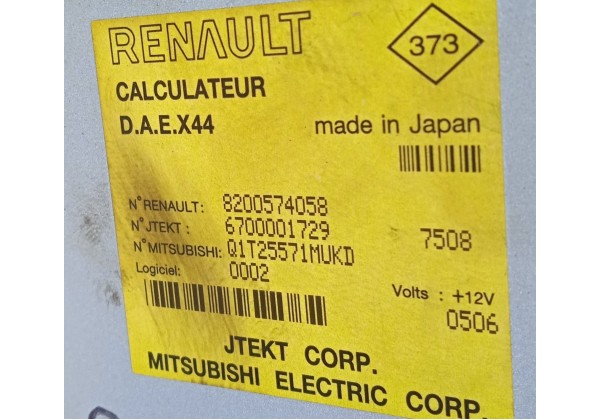 RENAULT
373
CALCULATEUR
D.A.E.X44 made in Japan
N° RENAULT: 8200574058
N° JTEKT: 6700001729 7508
N° MITSUBISHI: Q1T25571MUKD
Logiciel: 0002
Volts : +12V
0506
JTEKT CORP.
MITSUBISHI ELECTRIC CORP.